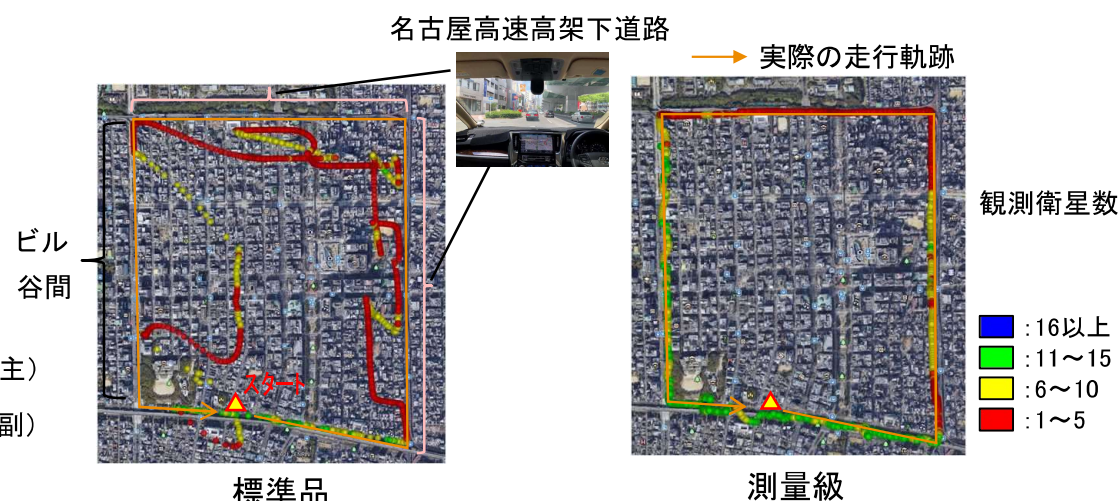 名古屋高速高架下道路
実際の走行軌跡
ビル
谷間
主）
副）
スタート
観測衛星数
：16以上
：11～15
：6～10
：1～5
標準品
測量級